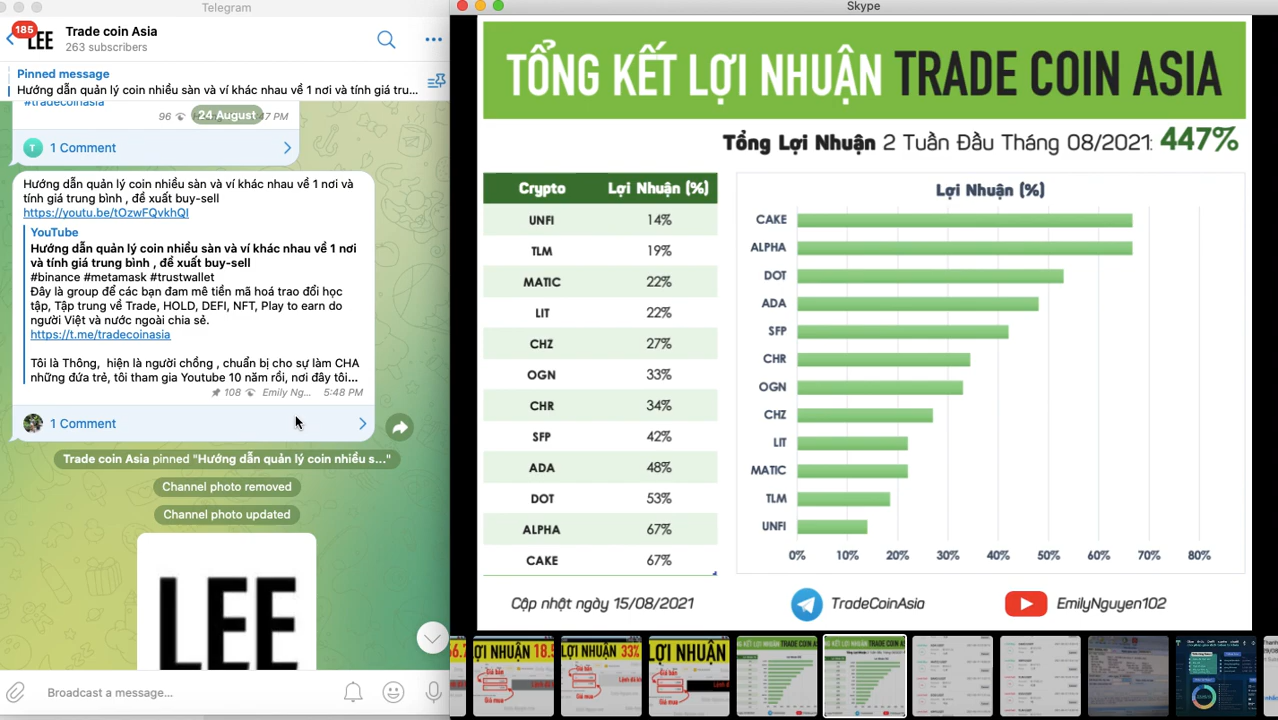 Telegram
185
LEE
Trade coin Asia
263 subscribers
Pinned message
Hướng dẫn quản lý coin nhiều sàn và ví khác nhau về 1 nơi và tính giá tru...
#tradecoinasia
24 August
96
47 PM
T
1 Comment
Hướng dẫn quản lý coin nhiều sàn và ví khác nhau về 1 nơi và
tính giá trung bình , đề xuất buy-sell
https://youtu.be/tOzwFQvkhQI
YouTube
Hướng dẫn quản lý coin nhiều sàn và ví khác nhau về 1 nơi
và tính giá trung bình , đề xuất buy-sell
#binance #metamask #trustwallet
Đây là group để các bạn đam mê tiền mã hoá trao đổi học
tập, Tập trung về Trade, HOLD, DEFI, NFT, Play to earn do
người Việt và nước ngoài chia sẻ.
https://t.me/tradecoinasia
Tôi là Thông, hiện là người chồng , chuẩn bị cho sự làm CHA
những đứa trẻ, tôi tham gia Youtube 10 năm rồi, nơi đây tôi...
108 Emily Ng... 5:48 PM
1 Comment
Trade coin Asia pinned "Hướng dẫn quản lý coin nhiều s..."
Channel photo removed
Channel photo updated
LEE
Broadcast a message...
Skype
TỔNG KẾT LỢI NHUẬN TRADE COIN ASIA
Tổng Lợi Nhuận 2 Tuần Đầu Tháng 08/2021: 447%
Crypto Lợi Nhuận (%)
UNFI 14%
TLM 19%
MATIC 22%
LIT 22%
CHZ 27%
OGN 33%
CHR 34%
SFP 42%
ADA 48%
DOT 53%
ALPHA 67%
CAKE 67%
Lợi Nhuận (%)
CAKE
ALPHA
DOT
ADA
SFP
CHR
OGN
CHZ
LIT
MATIC
TLM
UNFI
0% 10% 20% 30% 40% 50% 60% 70% 80%
Cập nhật ngày 15/08/2021
TradeCoinAsia
EmilyNguyen102